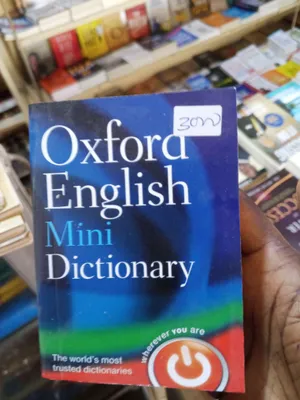 3000
Oxford
English
Mini
Dictionary
The world's most
trusted dictionaries
wherever YOU are